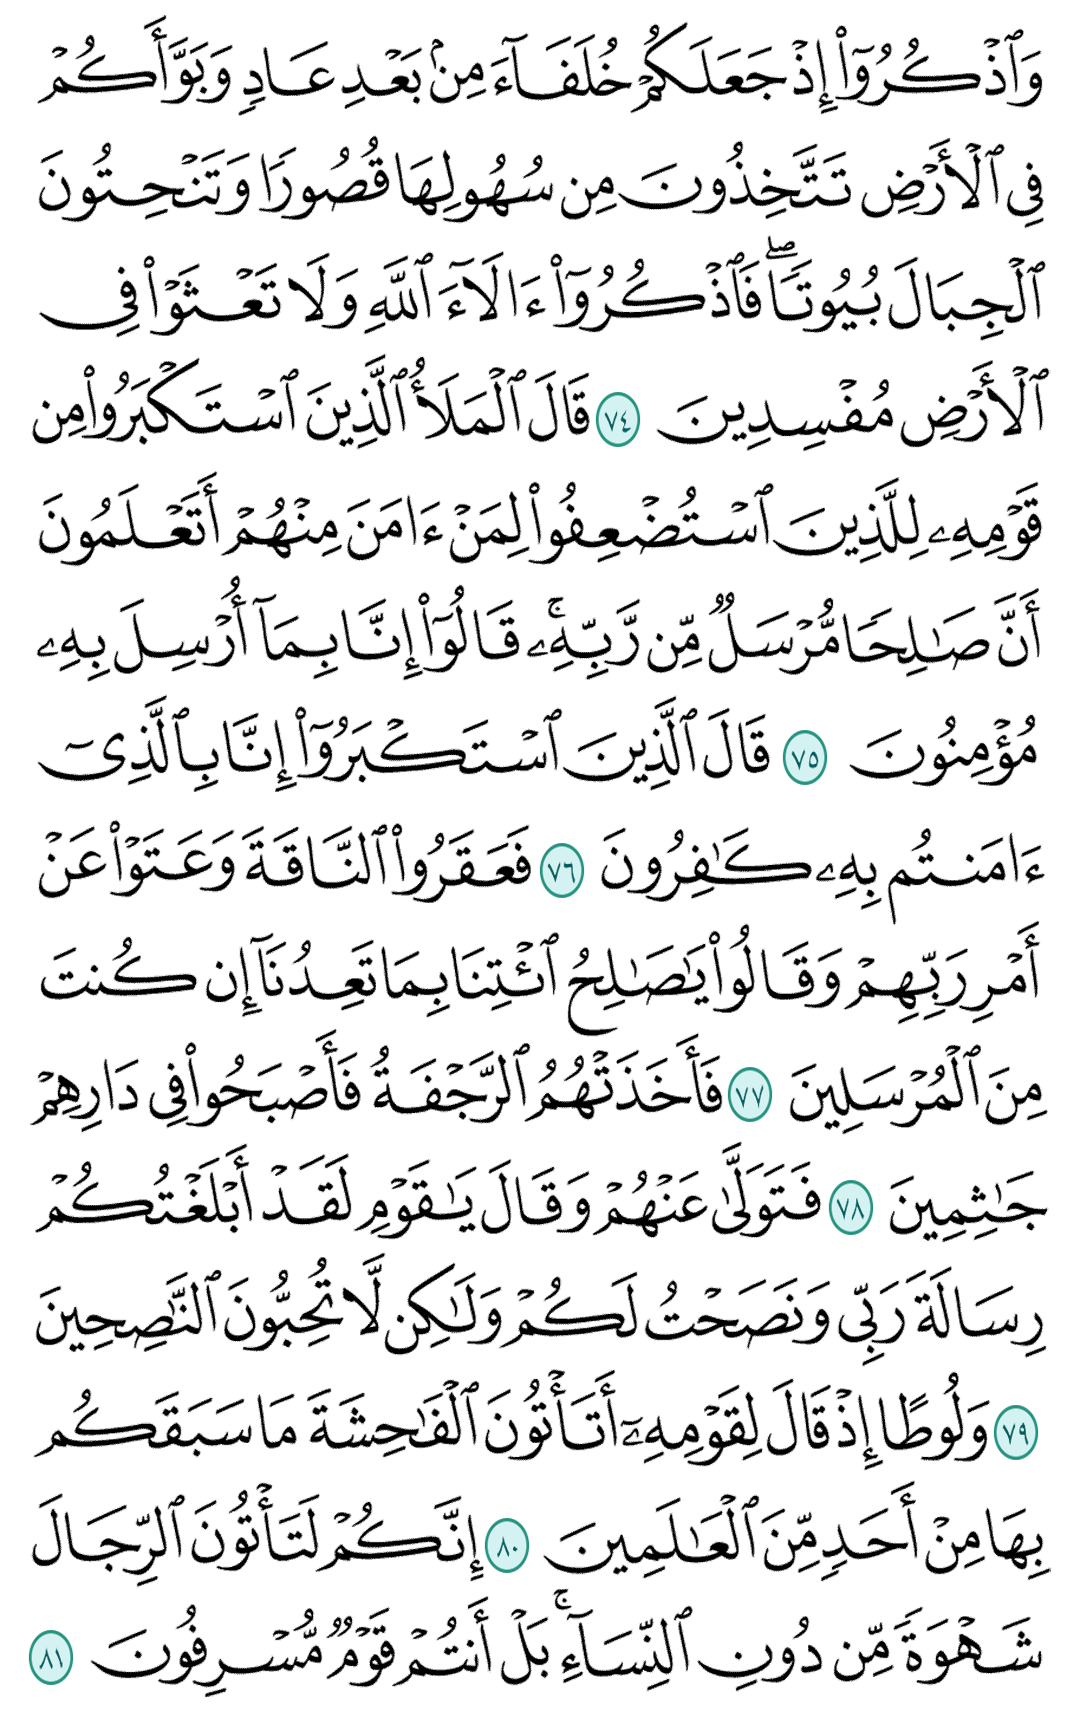 وَٱذۡكُرُوٓاْ إِذۡ جَعَلَكُمۡ خُلَفَآءَ مِنۢ بَعۡدِ عَادٖ وَبَوَّأَكُمۡ
فِي ٱلۡأَرۡضِ تَتَّخِذُونَ مِن سُهُولِهَا قُصُورٗا وَتَنۡحِتُونَ
ٱلۡجِبَالَ بُيُوتٗاۖ فَٱذۡكُرُوٓاْ ءَالَآءَ ٱللَّهِ وَلَا تَعۡثَوۡاْ فِي
ٱلۡأَرۡضِ مُفۡسِدِينَ ٧٤ قَالَ ٱلۡمَلَأُ ٱلَّذِينَ ٱسۡتَكۡبَرُواْ مِن
قَوۡمِهِۦ لِلَّذِينَ ٱسۡتُضۡعِفُواْ لِمَنۡ ءَامَنَ مِنۡهُمۡ أَتَعۡلَمُونَ
أَنَّ صَٰلِحٗا مُّرۡسَلٞ مِّن رَّبِّهِۦۚ قَالُوٓاْ إِنَّا بِمَآ أُرۡسِلَ بِهِۦ
مُؤۡمِنُونَ ٧٥ قَالَ ٱلَّذِينَ ٱسۡتَكۡبَرُوٓاْ إِنَّا بِٱلَّذِيٓ
ءَامَنتُم بِهِۦ كَٰفِرُونَ ٧٦ فَعَقَرُواْ ٱلنَّاقَةَ وَعَتَوۡاْ عَنۡ
أَمۡرِ رَبِّهِمۡ وَقَالُواْ يَٰصَٰلِحُ ٱئۡتِنَا بِمَا تَعِدُنَآ إِن كُنتَ
مِنَ ٱلۡمُرۡسَلِينَ ٧٧ فَأَخَذَتۡهُمُ ٱلرَّجۡفَةُ فَأَصۡبَحُواْ فِي دَارِهِمۡ
جَٰثِمِينَ ٧٨ فَتَوَلَّىٰ عَنۡهُمۡ وَقَالَ يَٰقَوۡمِ لَقَدۡ أَبۡلَغۡتُكُمۡ
رِسَالَةَ رَبِّي وَنَصَحۡتُ لَكُمۡ وَلَٰكِن لَّا تُحِبُّونَ ٱلنَّٰصِحِينَ
٧٩ وَلُوطًا إِذۡ قَالَ لِقَوۡمِهِۦٓ أَتَأۡتُونَ ٱلۡفَٰحِشَةَ مَا سَبَقَكُم
بِهَا مِنۡ أَحَدٖ مِّنَ ٱلۡعَٰلَمِينَ ٨٠ إِنَّكُمۡ لَتَأۡتُونَ ٱلرِّجَالَ
شَهۡوَةٗ مِّن دُونِ ٱلنِّسَآءِۚ بَلۡ أَنتُمۡ قَوۡمٞ مُّسۡرِفُونَ ٨١